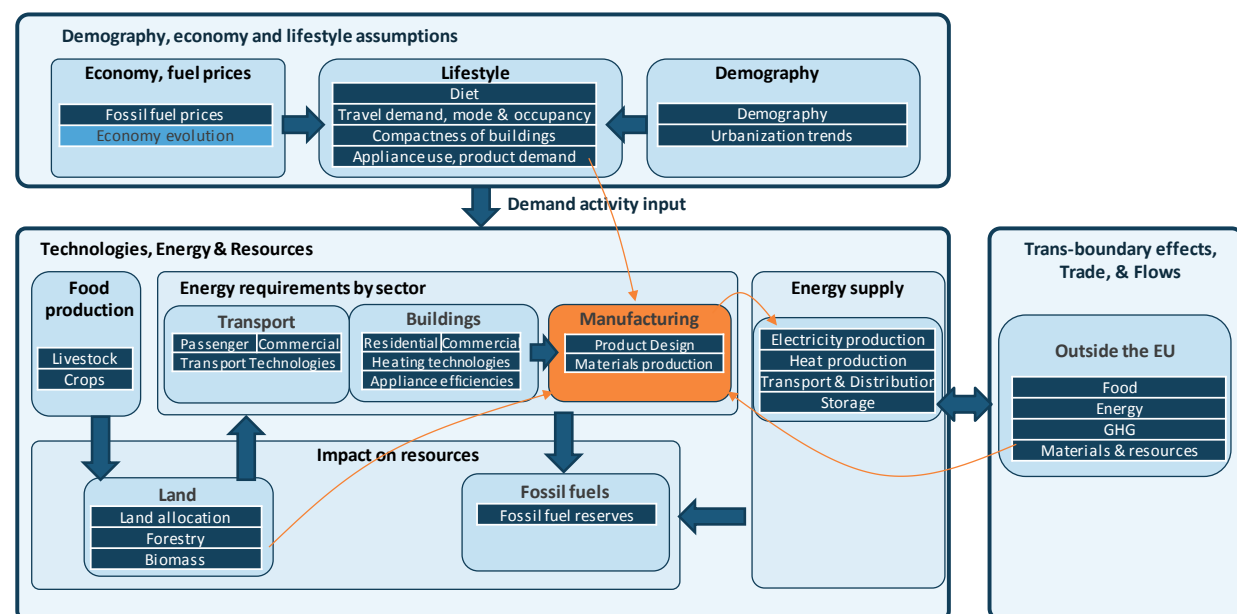 Demography, economy and lifestyle assumptions
Economy, fuel prices
Fossil fuel prices
Economy evolution
Lifestyle
Diet
Travel demand, mode & occupancy
Compactness of buildings
Appliance use, product demand
Demography
Demography
Urbanization trends
Demand activity input
Technologies, Energy & Resources
Food
production
Livestock
Crops
Energy requirements by sector
Transport
Passenger Commercial
Transport Technologies
Buildings
Residential Commercial
Heating technologies
Appliance efficiencies
Manufacturing
Product Design
Materials production
Energy supply
Electricity production
Heat production
Transport & Distribution
Storage
Impact on resources
Land
Land allocation
Forestry
Biomass
Fossil fuels
Fossil fuel reserves
Trans-boundary effects,
Trade, & Flows
Outside the EU
Food
Energy
GHG
Materials & resources